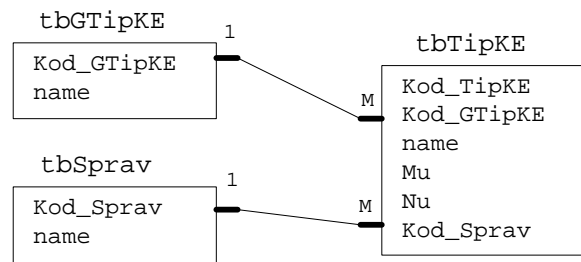 tbGTipKE
1
Kod_GTipKE
name
tbSprav
1
Kod_Sprav
name
tbTipKE
M
Kod_TipKE
Kod_GTipKE
name
Mu
Nu
M
Kod_Sprav